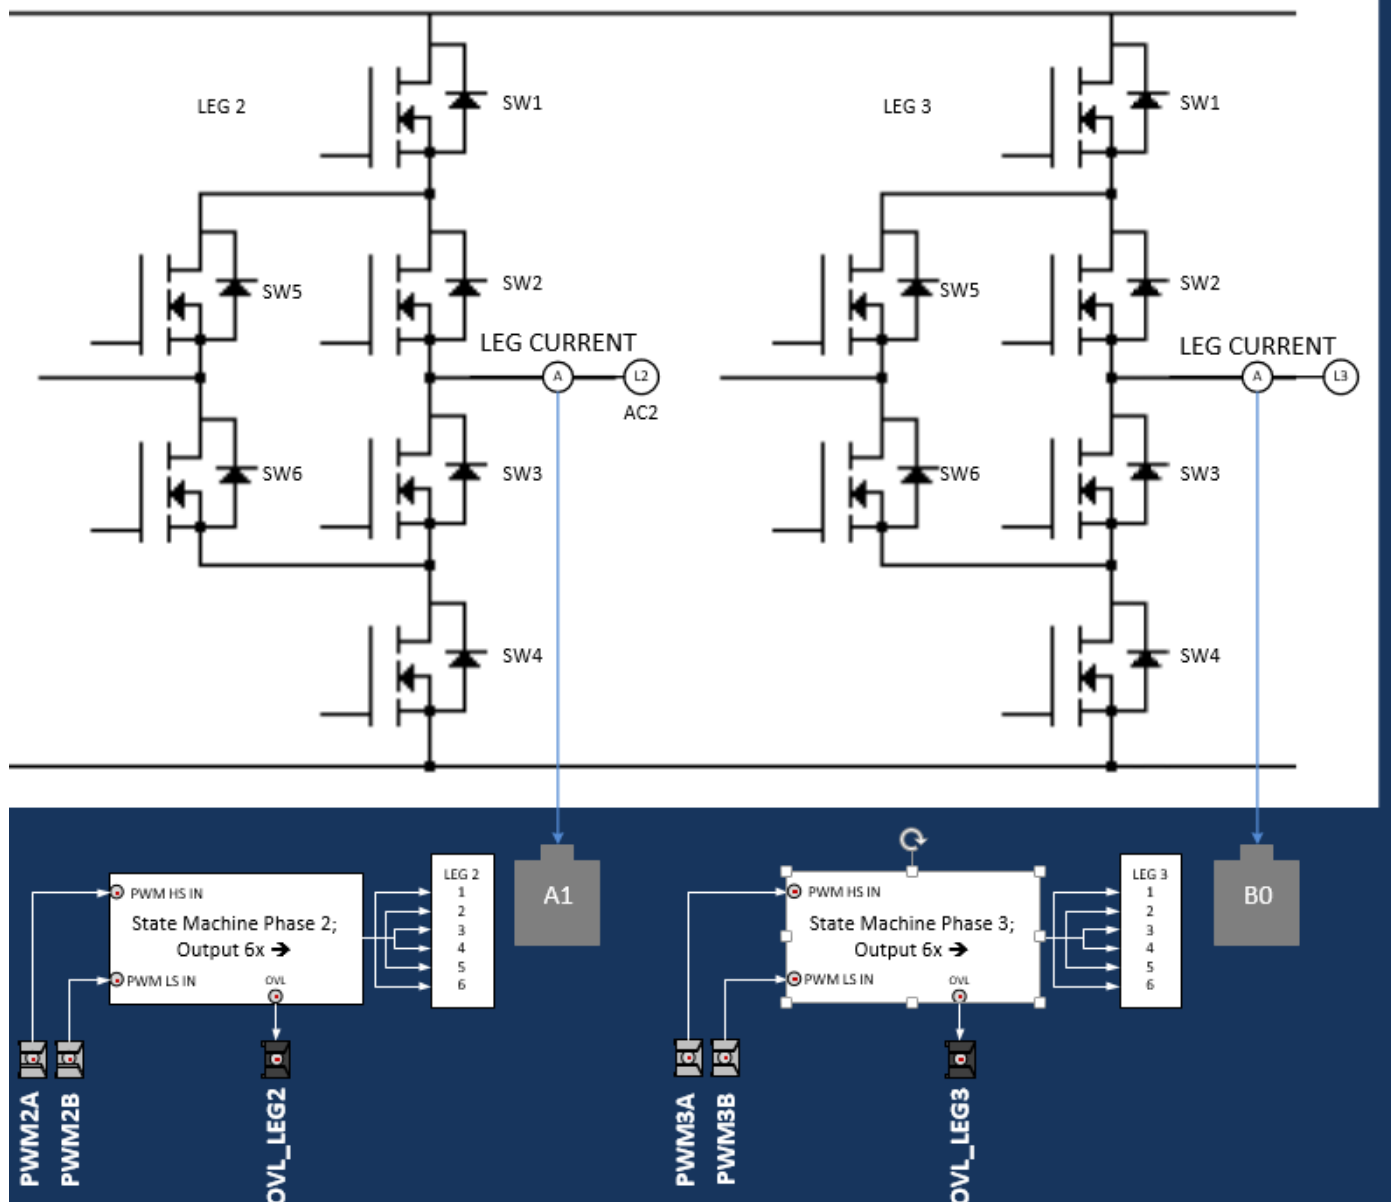 LEG 2
SW1
LEG 3
SW1
SW5
SW2
SW5
SW2
LEG CURRENT
LEG CURRENT
A
L2
A
L3
AC2
SW6
SW3
SW6
SW3
SW4
SW4
PWM HS IN
State Machine Phase 2;
Output 6x →
PWM LS IN
OVL
LEG 2
1
2
3
4
5
6
A1
PWM HS IN
State Machine Phase 3;
Output 6x →
PWM LS IN
OVL
LEG 3
1
2
3
4
5
6
B0
PWM2A
PWM2B
OVL_LEG2
PWM3A
PWM3B
OVL_LEG3